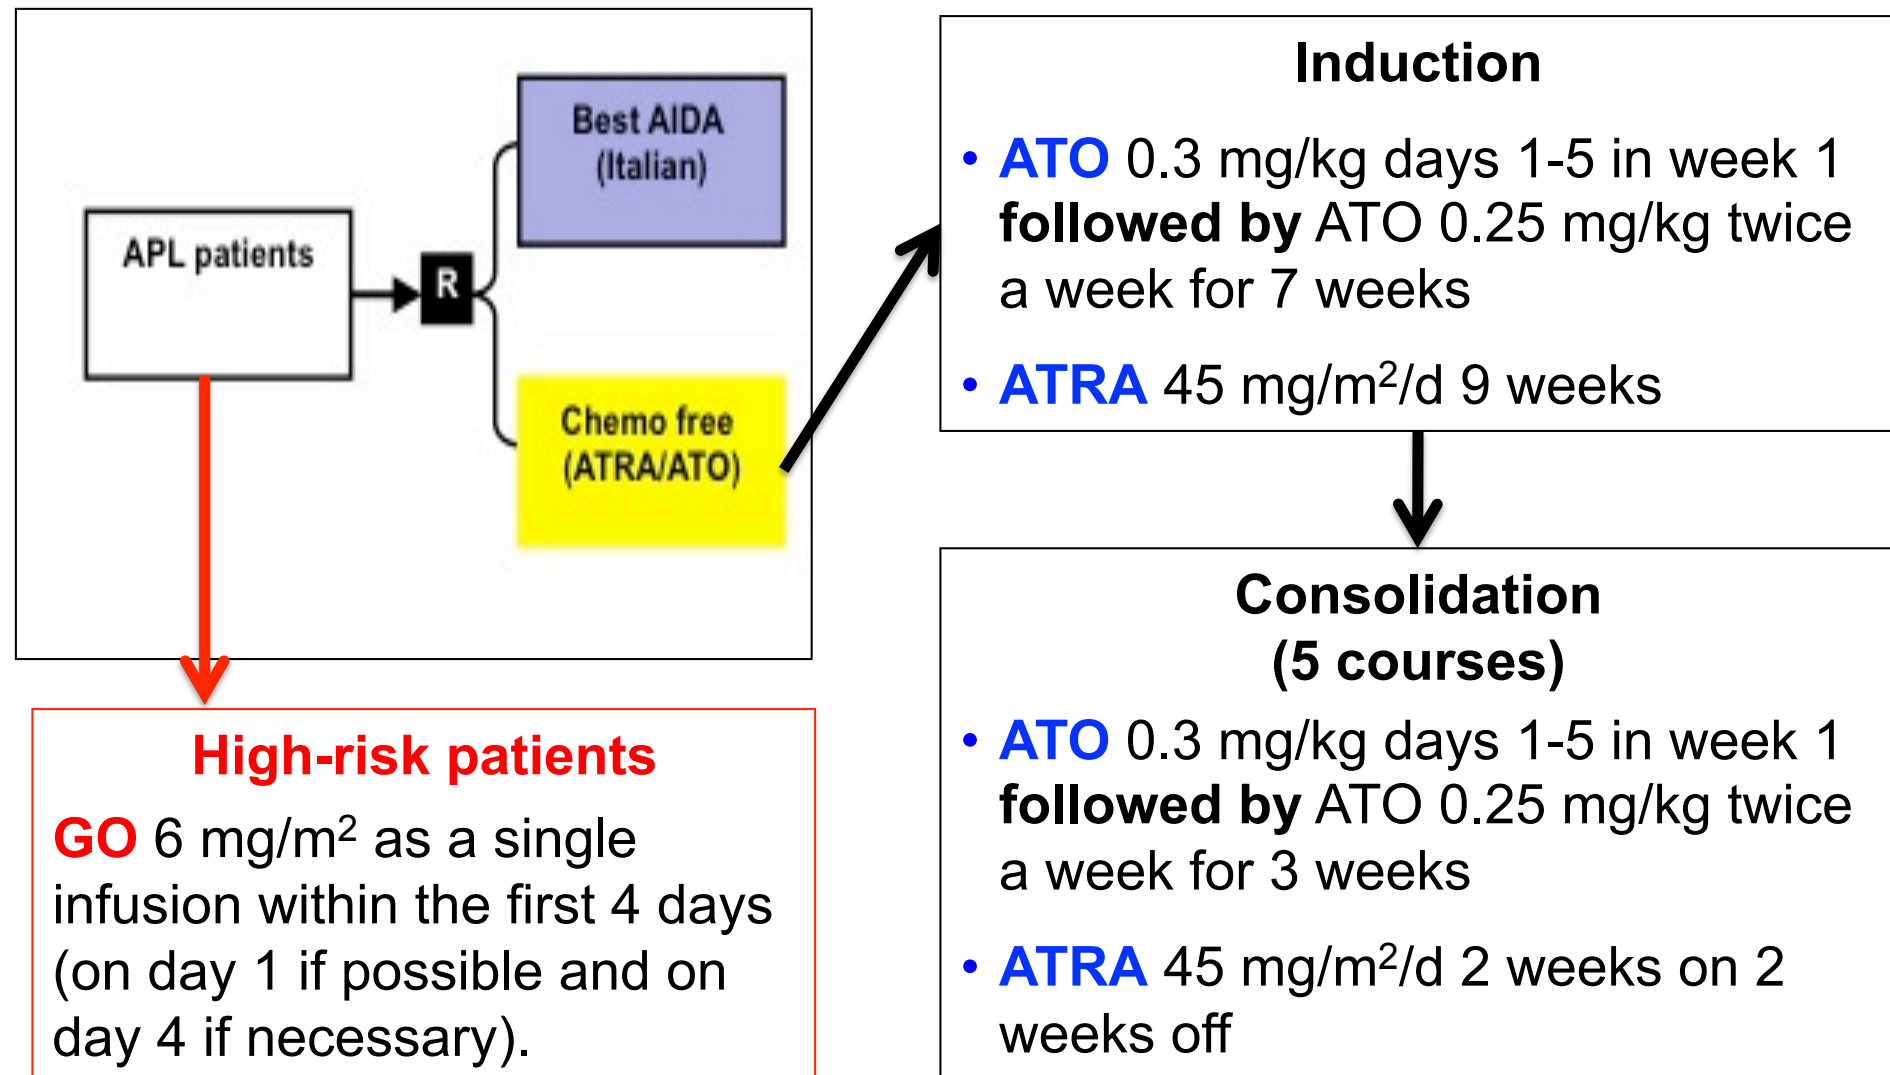 APL patients
R
Best AIDA
(Italian)
Chemo free
(ATRA/ATO)
High-risk patients
GO 6 mg/m² as a single
infusion within the first 4 days
(on day 1 if possible and on
day 4 if necessary).
Induction
• ATO 0.3 mg/kg days 1-5 in week 1
followed by ATO 0.25 mg/kg twice
a week for 7 weeks
• ATRA 45 mg/m²/d 9 weeks
Consolidation
(5 courses)
• ATO 0.3 mg/kg days 1-5 in week 1
followed by ATO 0.25 mg/kg twice
a week for 3 weeks
• ATRA 45 mg/m²/d 2 weeks on 2
weeks off